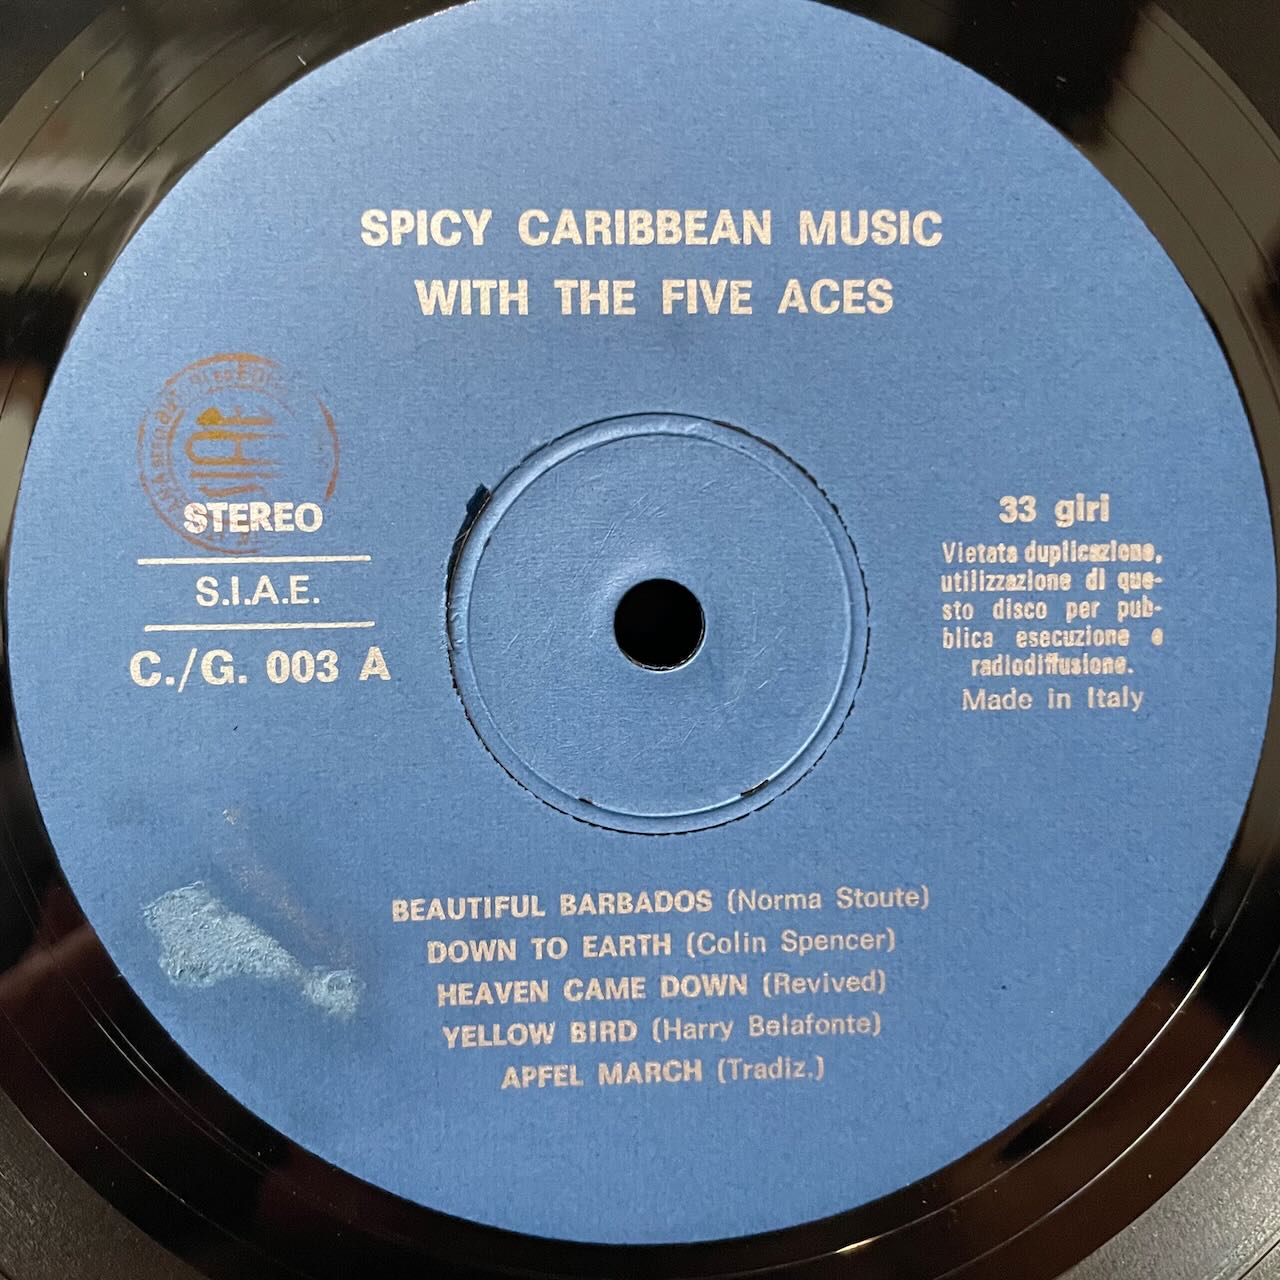 SPICY CARIBBEAN MUSIC
WITH THE FIVE ACES
SIAE
STEREO
S.I.A.E.
C./G. 003 A
33 giri
Vietata duplicazione,
utilizzazione di que-
sto disco per pub-
blica esecuzione e
radiodiffusione.
Made in Italy
BEAUTIFUL BARBADOS (Norma Stoute)
DOWN TO EARTH (Colin Spencer)
HEAVEN CAME DOWN (Revived)
YELLOW BIRD (Harry Belafonte)
APFEL MARCH (Tradiz.)